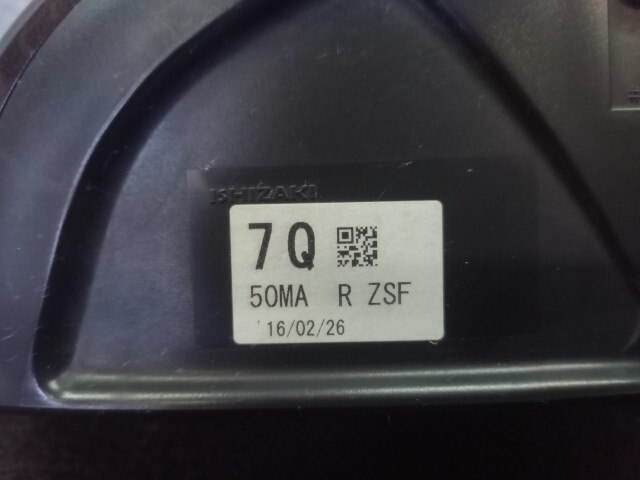 ISHIZAKI
7Q
50MA R ZSF
'16/02/26